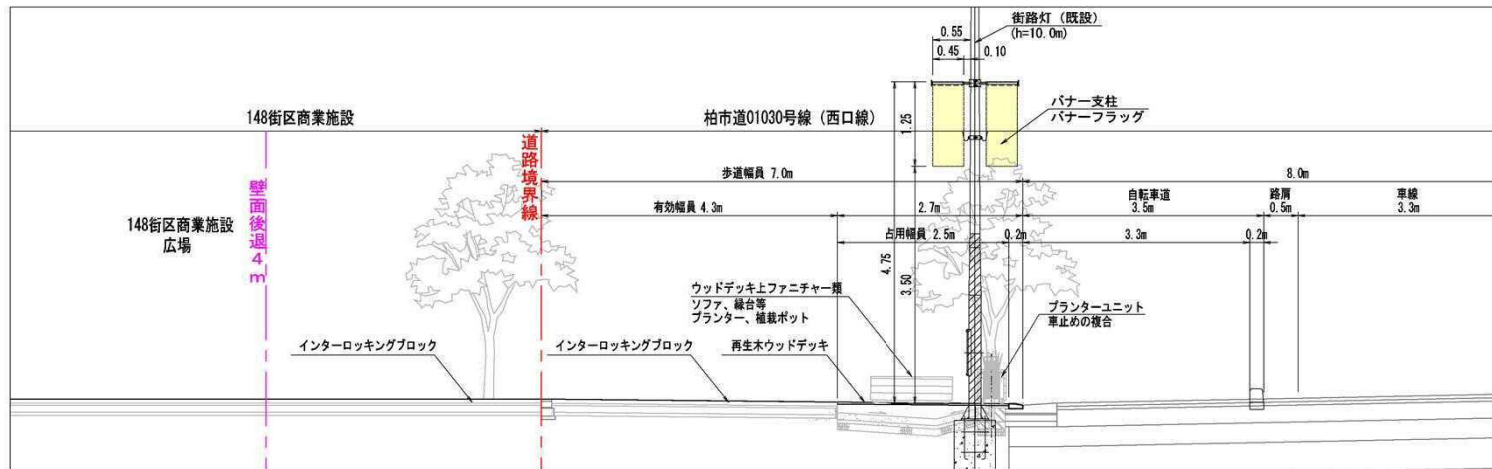 街路灯（既設）
(h=10.0m)
0.55
0.45
0.10
バナー支柱
バナーフラッグ
148街区商業施設
柏市道01030号線（西口線）
1.25
道路境界線
歩道幅員 7.0m
8.0m
壁面後退4m
自転車道
3.5m
路肩
0.5m
車線
3.3m
有効幅員 4.3m
2.7m
148街区商業施設
広場
占用幅員 2.5m
0.2m
3.3m
0.2m
4.75
3.50
ウッドデッキ上ファニチャー類
ソファ、縁台等
プランター、植栽ポット
プランターユニット
車止めの複合
インターロッキングブロック
インターロッキングブロック
再生木ウッドデッキ